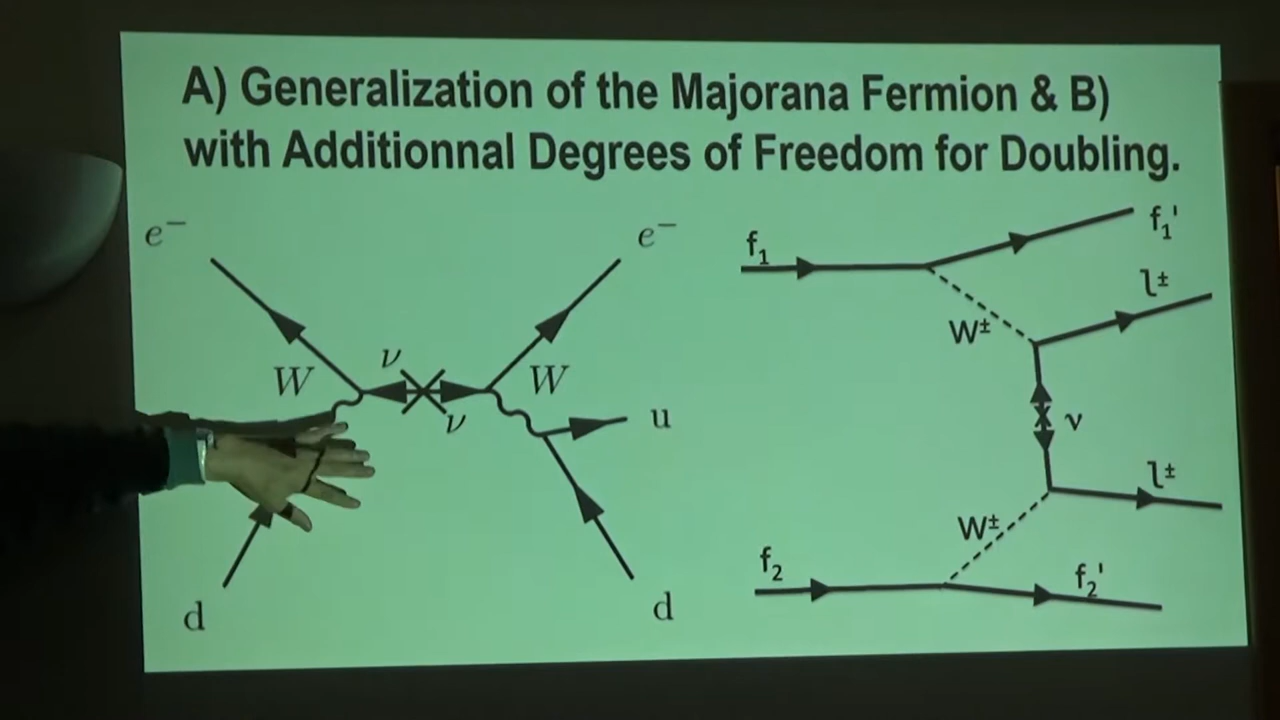 A) Generalization of the Majorana Fermion & B)
with Additionnal Degrees of Freedom for Doubling.
e⁻
e⁻
W
ν
ν
W
u
d
d
f₁
f₁'
l±
W±
ν
l±
W±
f₂
f₂'